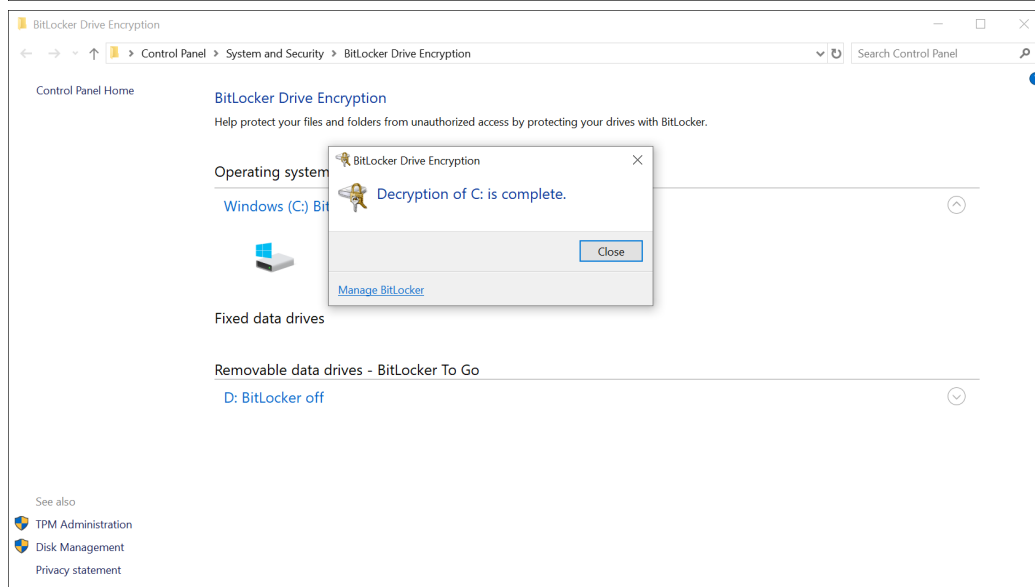 BitLocker Drive Encryption
Control Panel > System and Security > BitLocker Drive Encryption
Search Control Panel
Control Panel Home
BitLocker Drive Encryption
Help protect your files and folders from unauthorized access by protecting your drives with BitLocker.
Operating system
Windows (C:) Bit
BitLocker Drive Encryption
Decryption of C: is complete.
Close
Manage BitLocker
Fixed data drives
Removable data drives - BitLocker To Go
D: BitLocker off
See also
TPM Administration
Disk Management
Privacy statement